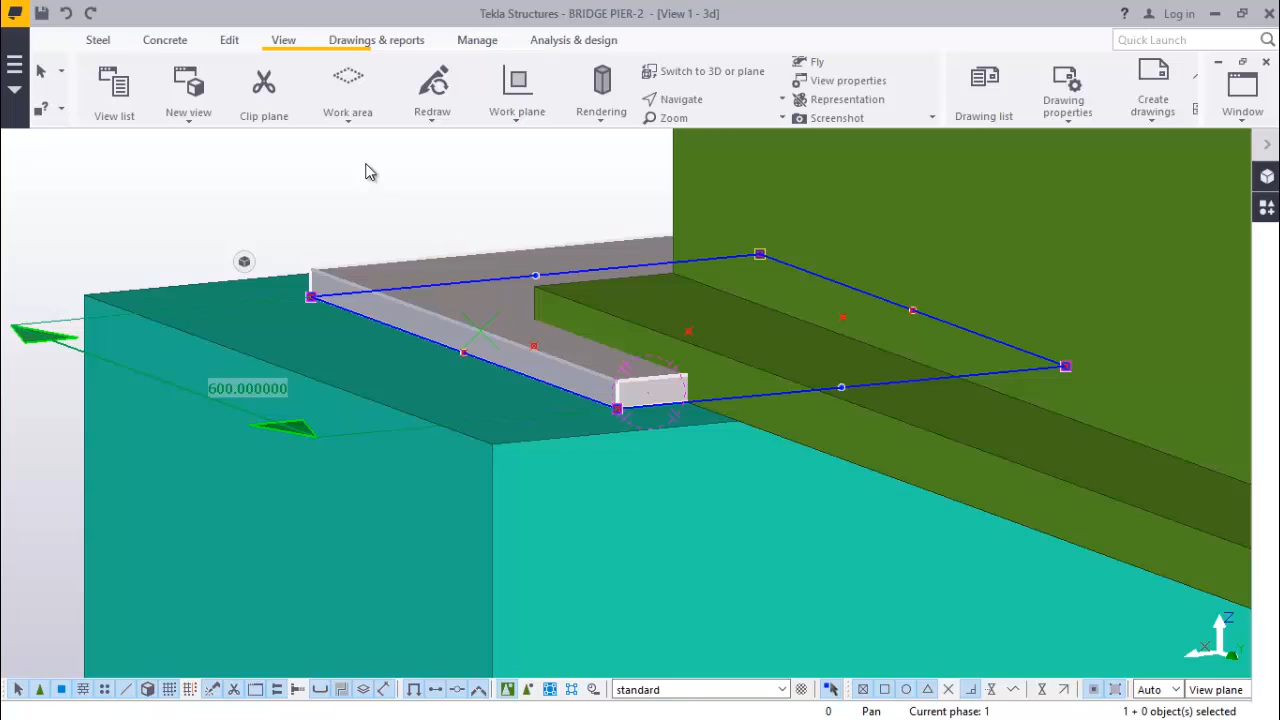 Tekla Structures - BRIDGE PIER-2 - [View 1 - 3d]
? Log in
Steel Concrete Edit View Drawings & reports Manage Analysis & design Quick Launch
View list
New view
Clip plane
Work area
Redraw
Work plane
Rendering
Switch to 3D or plane
Navigate
Zoom
Fly
View properties
Representation
Screenshot
Drawing list
Drawing properties
Create drawings
Window
600.000000
Z
X
Y
standard
Auto
View plane
0 Pan Current phase: 1 1 + 0 object(s) selected